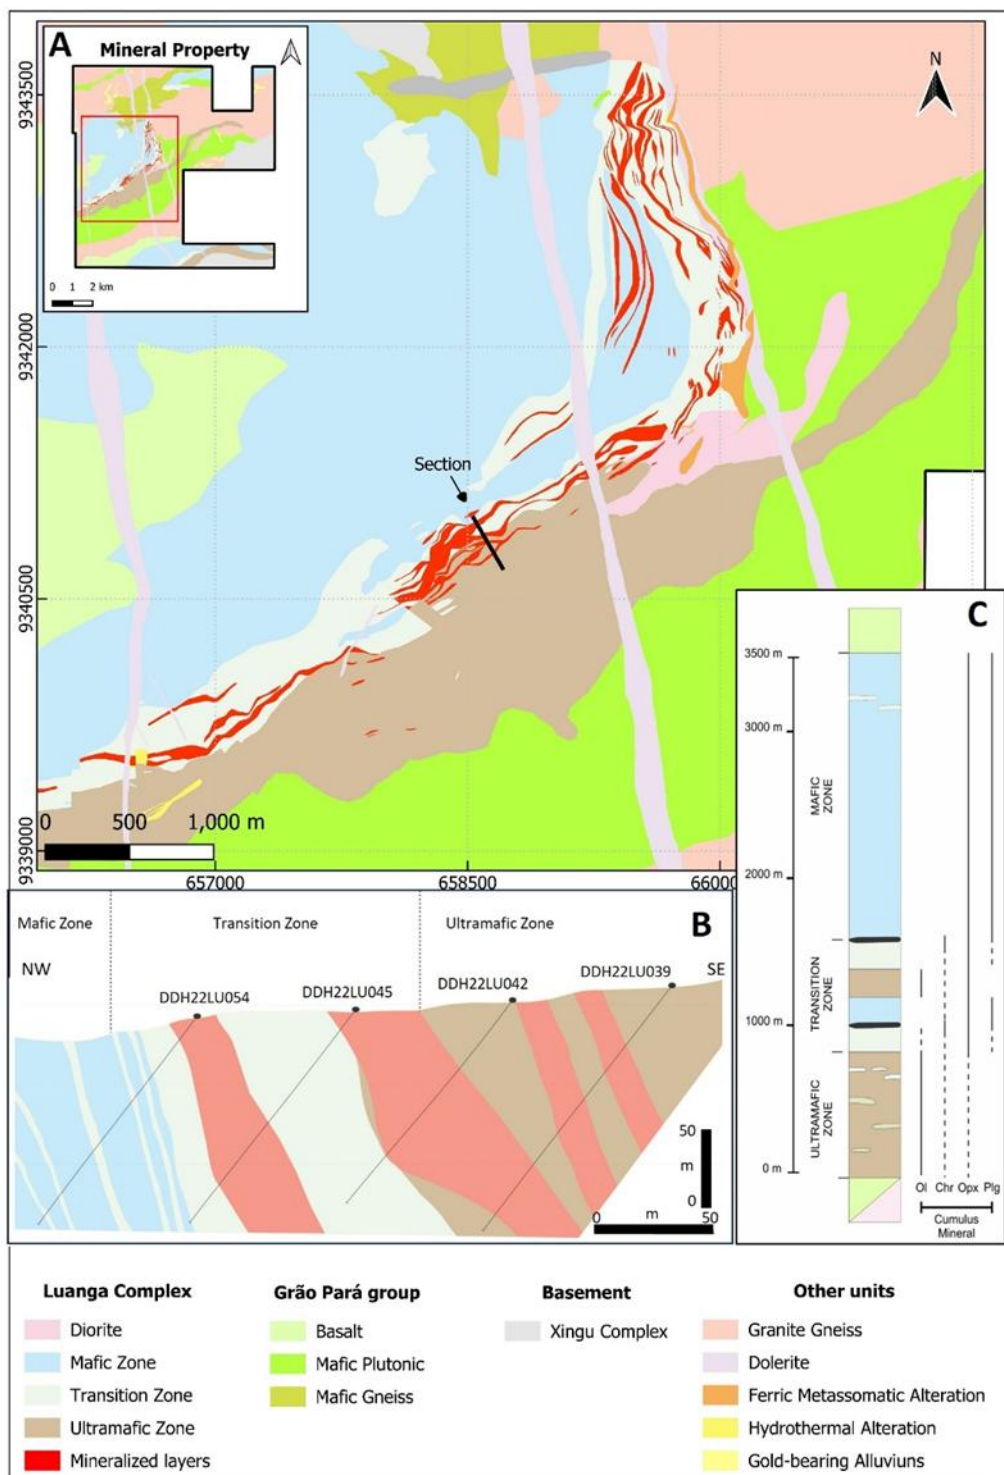 A
Mineral Property
0 1 2 km
N
9343500
9342000
9340500
9339000
Section
0 500 1,000 m
657000 658500 66000
C
3500 m
3000 m
2000 m
1000 m
0 m
MAFIC
ZONE
TRANSITION
ZONE
ULTRAMAFIC
ZONE
Ol Chr Opx Plg
Cumulus
Mineral
Mafic Zone Transition Zone Ultramafic Zone
B
NW SE
DDH22LU054 DDH22LU045 DDH22LU042 DDH22LU039
50
m
0
0 m 50
Luanga Complex
Diorite
Mafic Zone
Transition Zone
Ultramafic Zone
Mineralized layers
Grão Pará group
Basalt
Mafic Plutonic
Mafic Gneiss
Basement
Xingu Complex
Other units
Granite Gneiss
Dolerite
Ferric Metassomatic Alteration
Hydrothermal Alteration
Gold-bearing Alluviuns